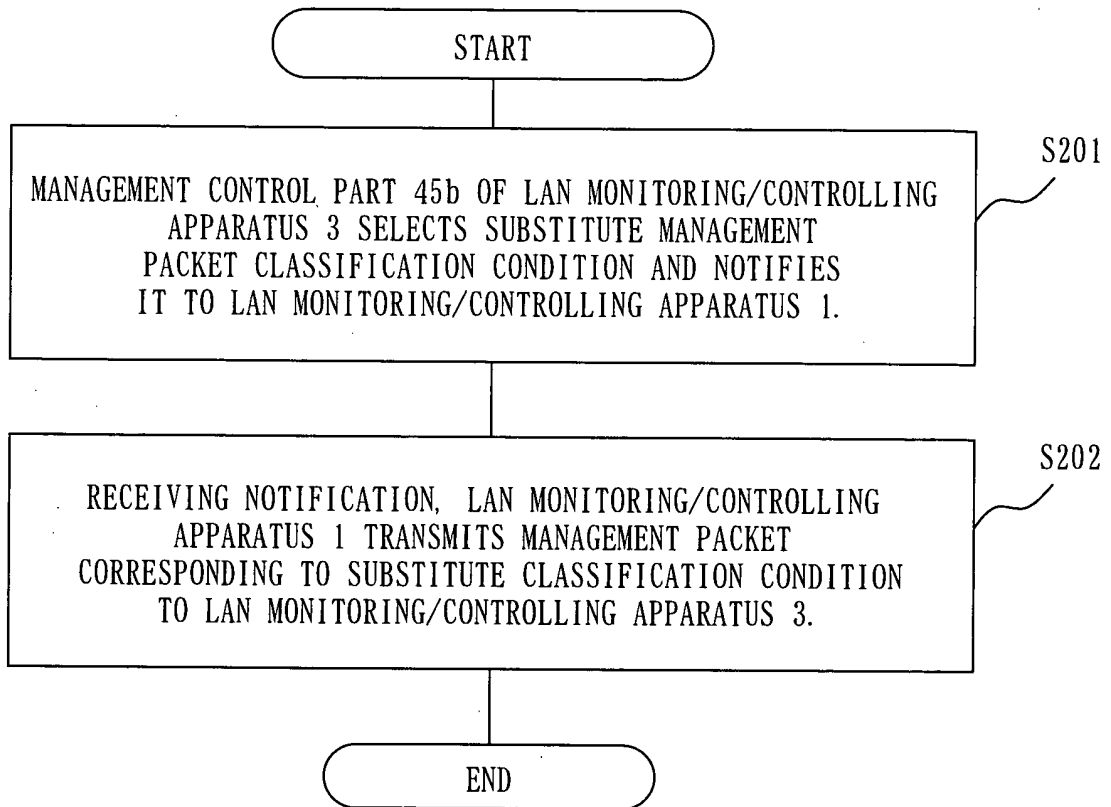 START
S201
MANAGEMENT CONTROL PART 45b OF LAN MONITORING/CONTROLLING
APPARATUS 3 SELECTS SUBSTITUTE MANAGEMENT
PACKET CLASSIFICATION CONDITION AND NOTIFIES
IT TO LAN MONITORING/CONTROLLING APPARATUS 1.
S202
RECEIVING NOTIFICATION, LAN MONITORING/CONTROLLING
APPARATUS 1 TRANSMITS MANAGEMENT PACKET
CORRESPONDING TO SUBSTITUTE CLASSIFICATION CONDITION
TO LAN MONITORING/CONTROLLING APPARATUS 3.
END